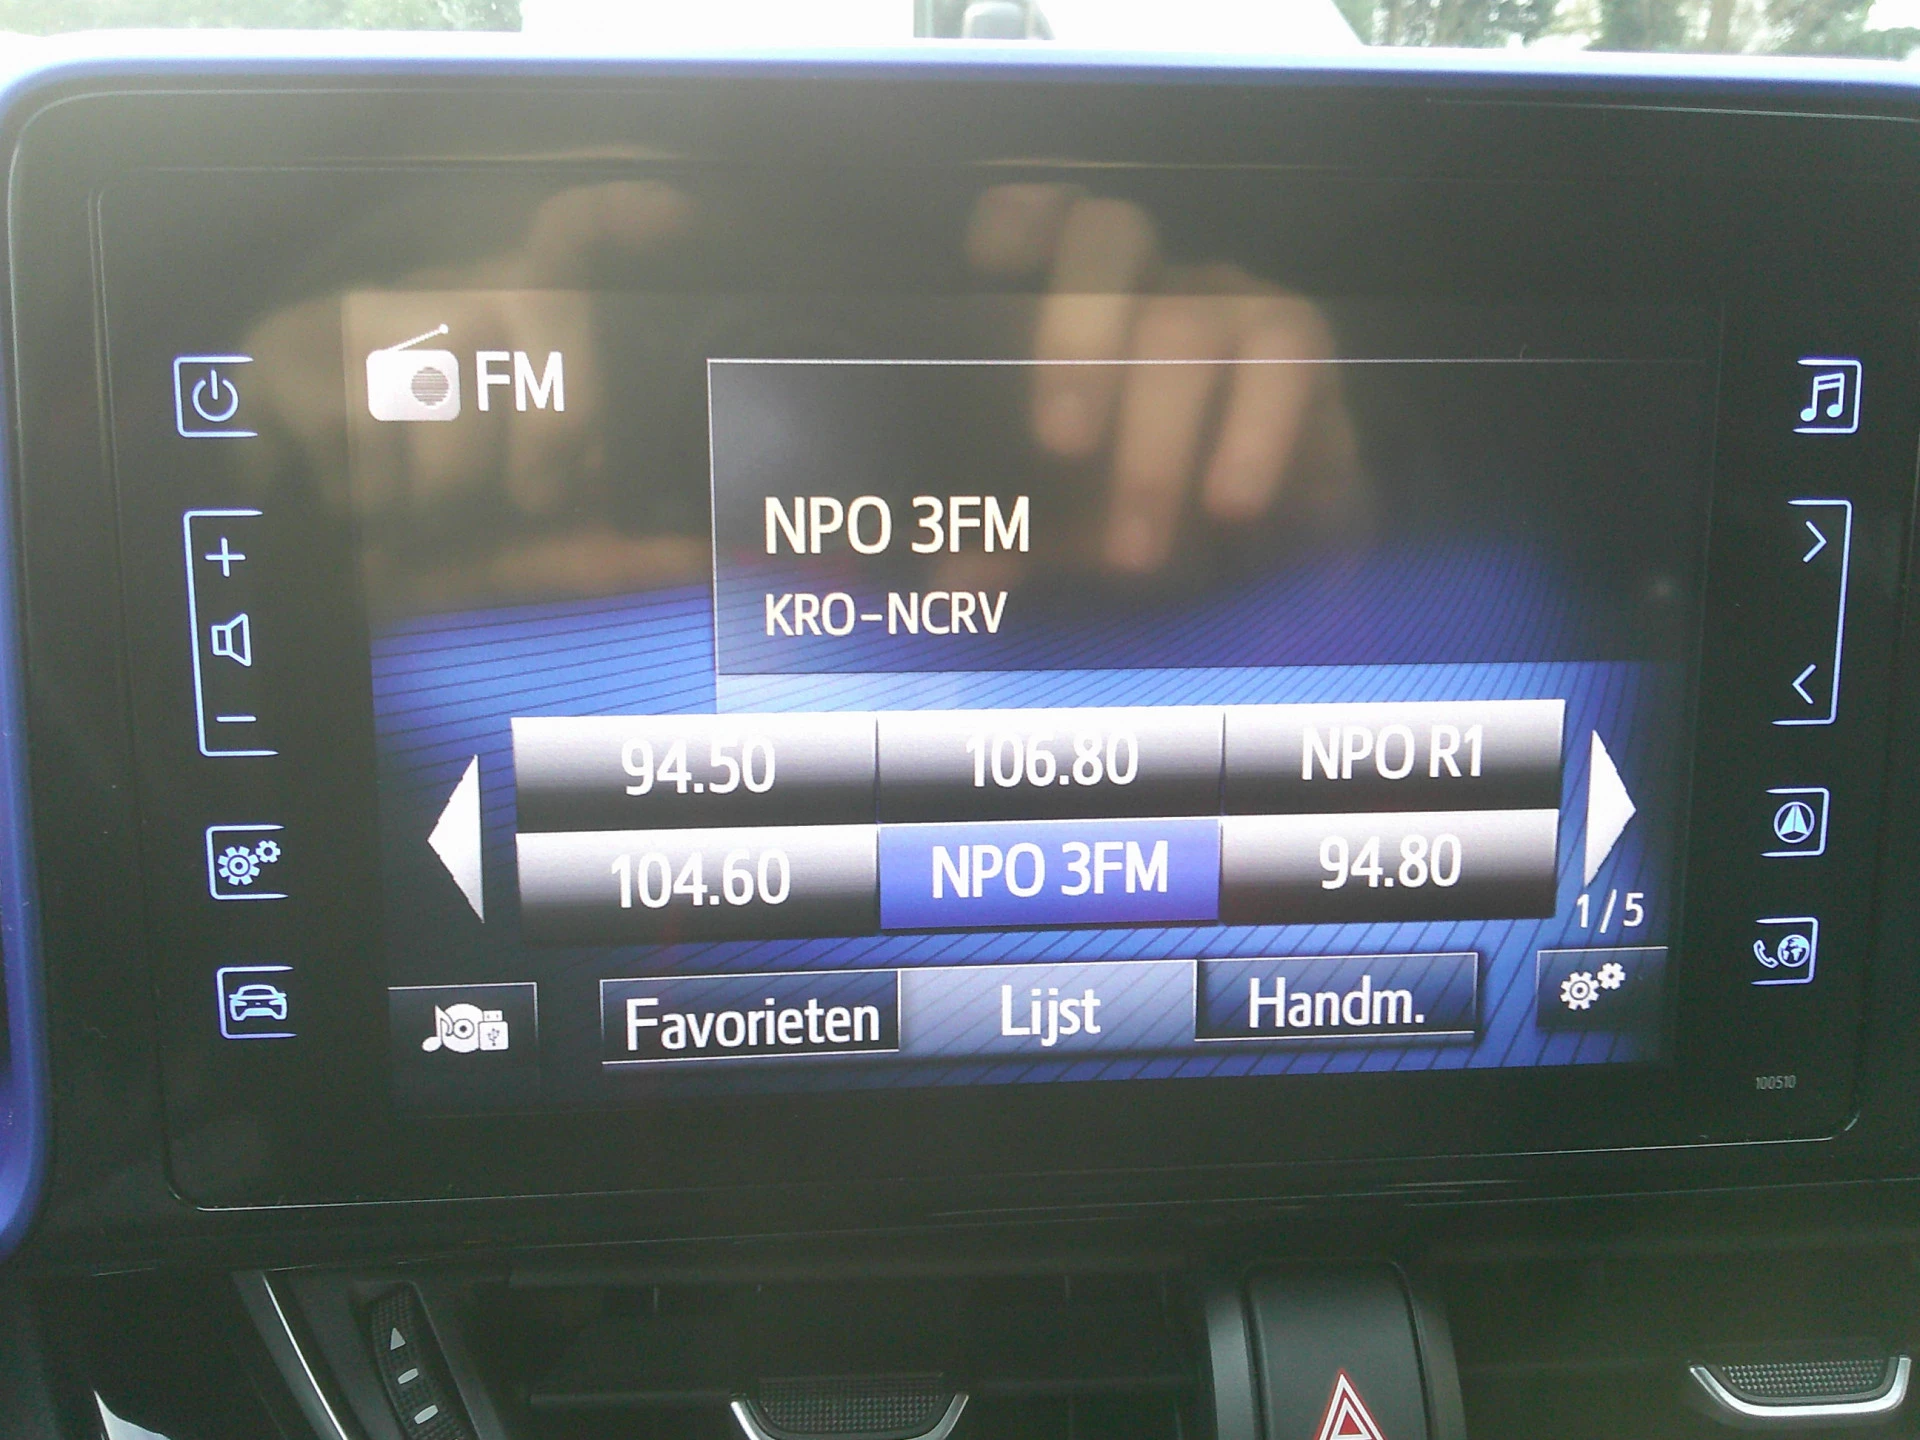 FM
NPO 3FM
KRO-NCRV
94.50 106.80 NPO R1
104.60 NPO 3FM 94.80
1/5
Favorieten Lijst Handm.
100510